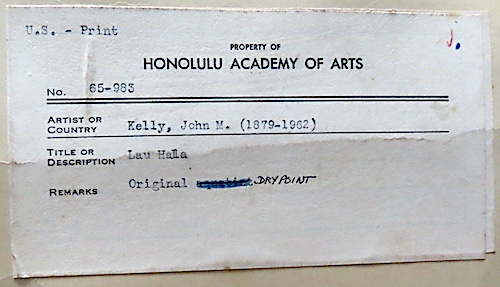 U.S. - Print
PROPERTY OF
HONOLULU ACADEMY OF ARTS
No. 65-983
ARTIST OR COUNTRY Kelly, John M. (1879-1962)
TITLE OR DESCRIPTION Lau Hala
REMARKS Original DRYPOINT